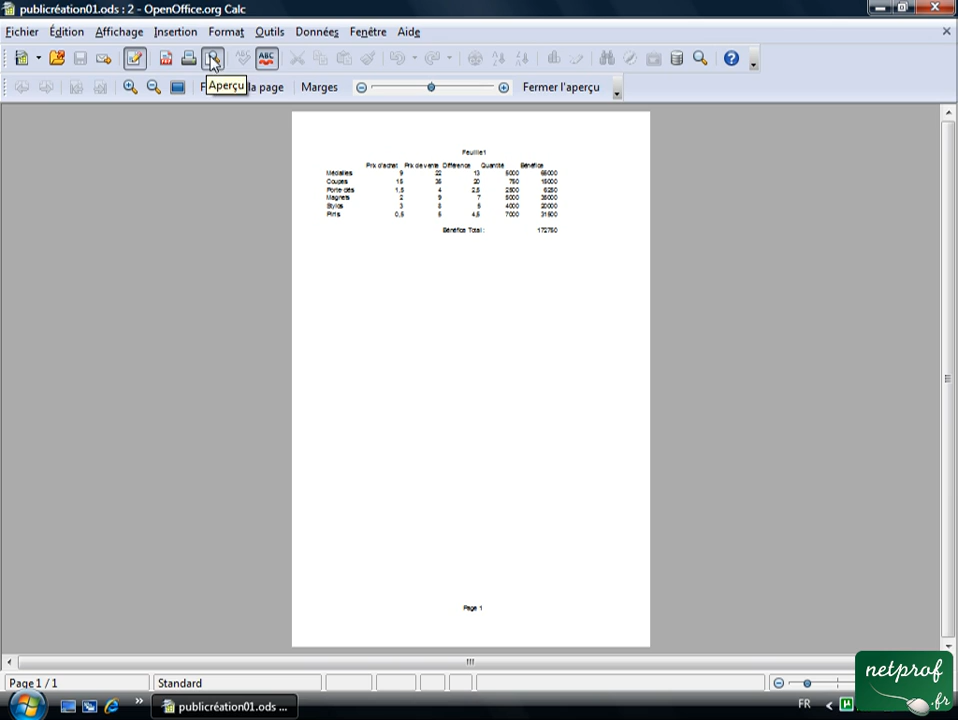 publicréation01.ods : 2 - OpenOffice.org Calc
Fichier Édition Affichage Insertion Format Outils Données Fenêtre Aide
ABC ABC
Aperçu la page Marges Fermer l'aperçu
Feuille1
Prix d'achat Prix de vente Différence Quantité Bénéfice
Médailles 9 22 13 5000 65000
Coupes 15 35 20 750 15000
Porte clés 1,5 4 2,5 2500 6250
Magnets 2 9 7 5000 35000
Stylos 3 8 5 4000 20000
Pin's 0,5 5 4,5 7000 31500
Bénéfice Total : 172750
Page 1
Page 1 / 1 Standard
publicréation01.ods ... FR
netprof
.fr